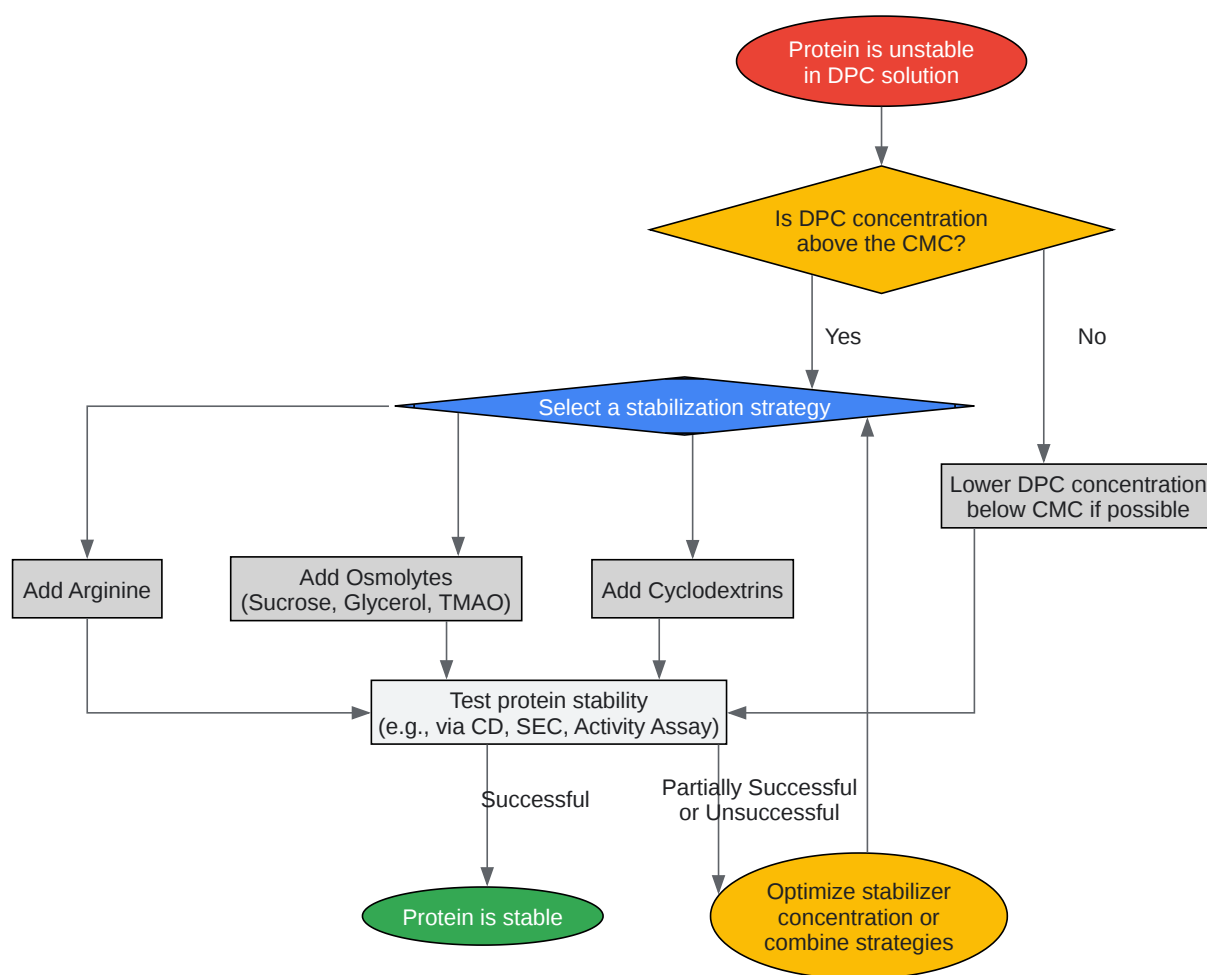 Protein is unstable
in DPC solution
Is DPC concentration
above the CMC?
Yes
No
Select a stabilization strategy
Lower DPC concentration
below CMC if possible
Add Arginine
Add Osmolytes
(Sucrose, Glycerol, TMAO)
Add Cyclodextrins
Test protein stability
(e.g., via CD, SEC, Activity Assay)
Successful
Partially Successful
or Unsuccessful
Protein is stable
Optimize stabilizer
concentration or
combine strategies